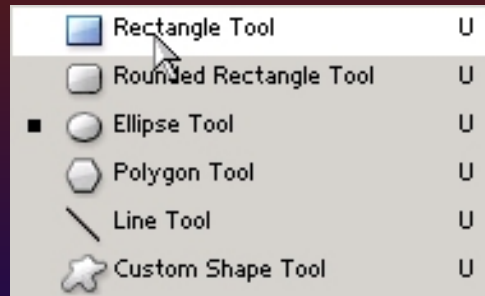 Rectangle Tool U
Rounded Rectangle Tool U
Ellipse Tool U
Polygon Tool U
Line Tool U
Custom Shape Tool U